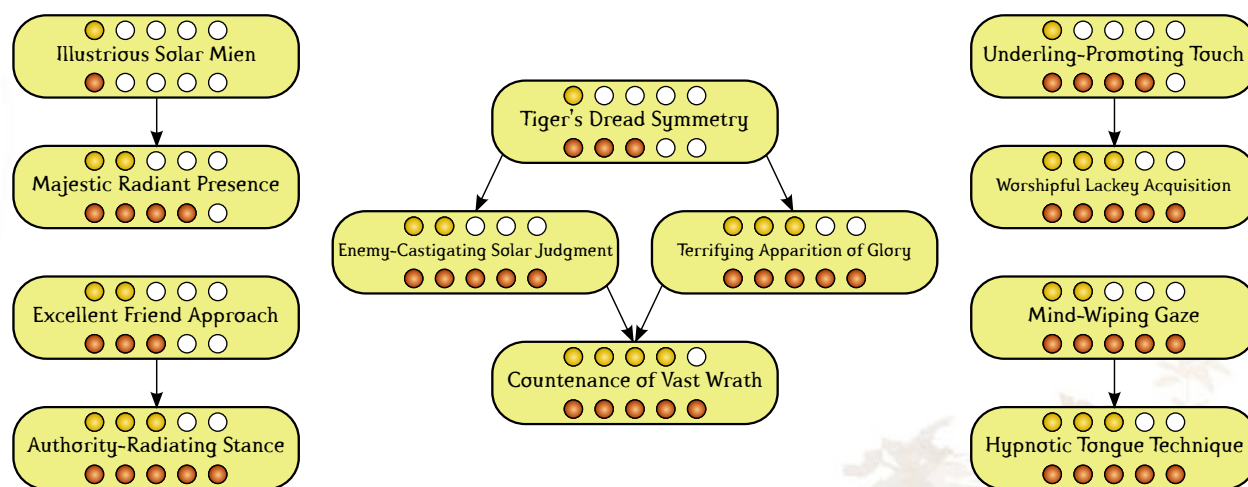 Illustrious Solar Mien
Majestic Radiant Presence
Excellent Friend Approach
Authority-Radiating Stance
Tiger's Dread Symmetry
Enemy-Castigating Solar Judgment
Terrifying Apparition of Glory
Countenance of Vast Wrath
Underling-Promoting Touch
Worshipful Lackey Acquisition
Mind-Wiping Gaze
Hypnotic Tongue Technique